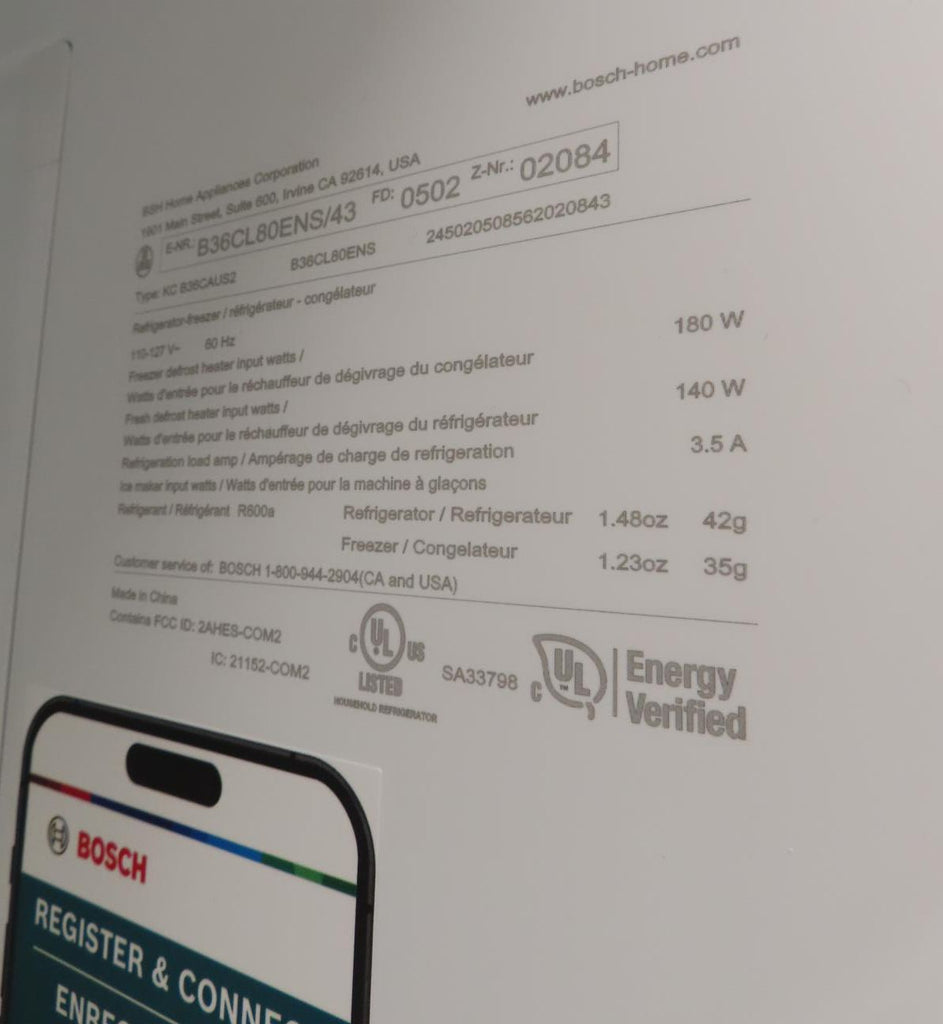 www.bosch-home.com
BSH Home Appliances Corporation
1901 Main Street, Suite 600, Irvine CA 92614, USA
E-NR.: B36CL80ENS/43 FD: 0502 Z-Nr.: 02084
Type: KC B36CAUS2 B36CL80ENS 245020508562020843
Refrigerator-freezer / réfrigérateur - congélateur
110-127 V~ 60 Hz
Freezer defrost heater input watts /
Watts d'entrée pour le réchauffeur de dégivrage du congélateur 180 W
Fresh defrost heater input watts /
Watts d'entrée pour le réchauffeur de dégivrage du réfrigérateur 140 W
Refrigeration load amp / Ampérage de charge de refrigeration 3.5 A
Ice maker input watts / Watts d'entrée pour la machine à glaçons
Refrigerant / Réfrigérant R600a Refrigerator / Refrigerateur 1.48oz 42g
Freezer / Congelateur 1.23oz 35g
Customer service of: BOSCH 1-800-944-2904(CA and USA)
Made in China
Contains FCC ID: 2AHES-COM2
IC: 21152-COM2
C UL US
LISTED
HOUSEHOLD REFRIGERATOR
SA33798
C UL TM
Energy
Verified
BOSCH
REGISTER & CONNE
ENRE